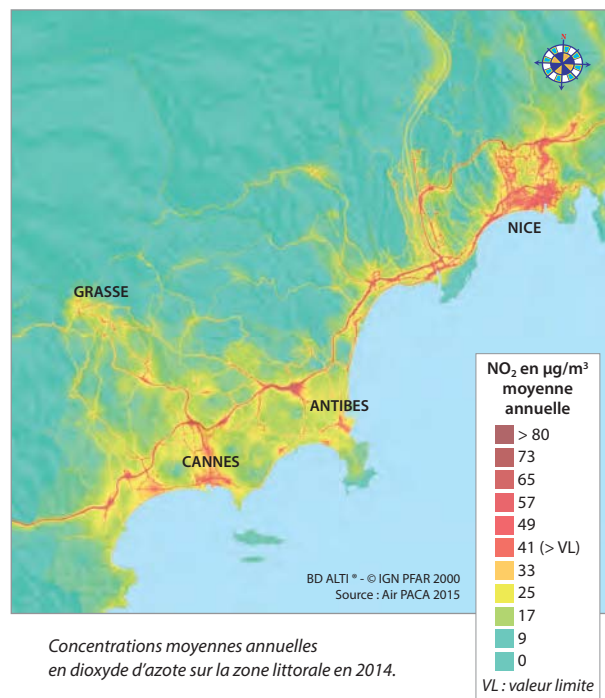 N
NICE
GRASSE
ANTIBES
CANNES
BD ALTI ® - © IGN PFAR 2000
Source : Air PACA 2015
NO₂ en µg/m³
moyenne
annuelle
> 80
73
65
57
49
41 (> VL)
33
25
17
9
0
VL : valeur limite
Concentrations moyennes annuelles
en dioxyde d'azote sur la zone littorale en 2014.